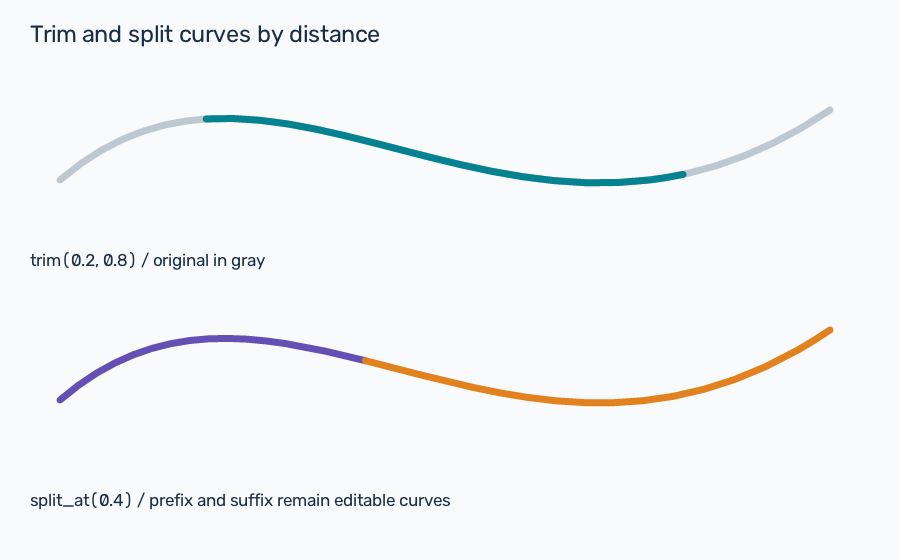 Trim and split curves by distance
trim(0.2, 0.8) / original in gray
split_at(0.4) / prefix and suffix remain editable curves